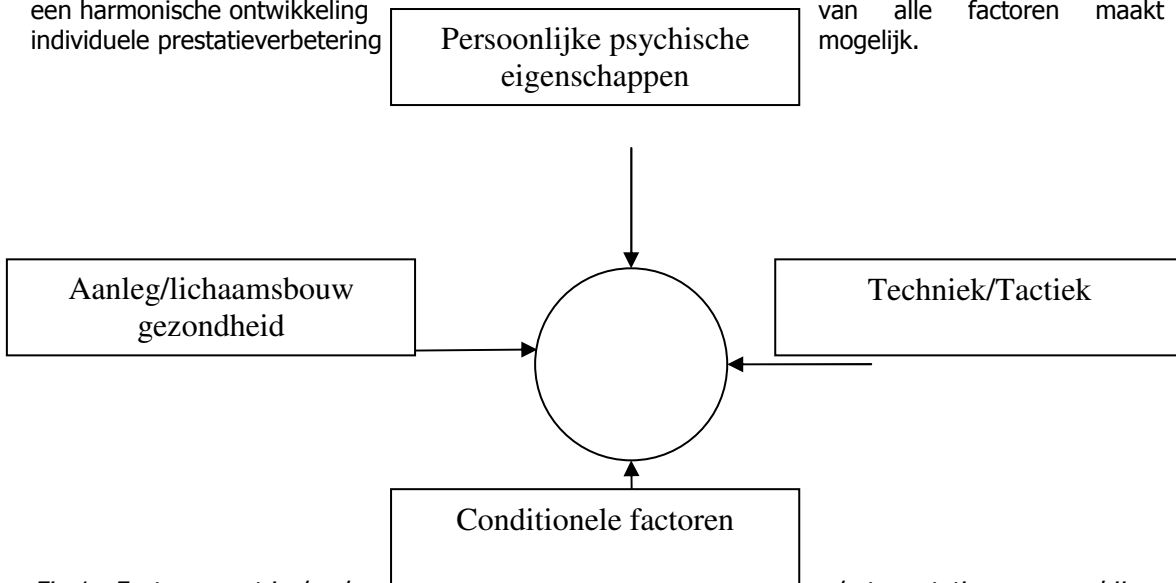 een harmonische ontwikkeling van alle factoren maakt
individuele prestatieverbetering mogelijk.
Persoonlijke psychische
eigenschappen
Aanleg/lichaamsbouw
gezondheid
Techniek/Tactiek
Conditionele factoren